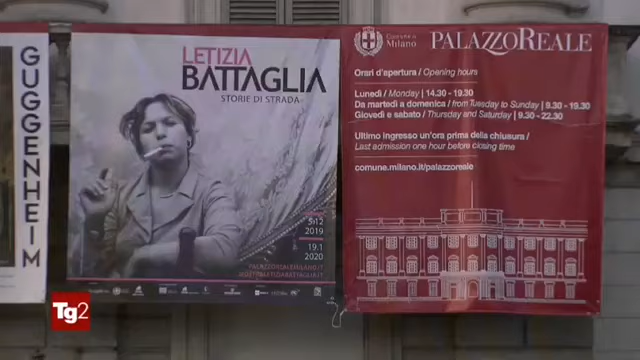 GUGGENHEIM
LETIZIA
BATTAGLIA
STORIE DI STRADA
5.12
2019
19.1
2020
PALAZZOREALEMILANO.IT
Comune di
Milano
PALAZZOREALE
Orari d'apertura / Opening hours
Lunedì / Monday | 14.30 - 19.30
Da martedì a domenica / from Tuesday to Sunday | 9.30 - 19.30
Giovedì e sabato / Thursday and Saturday | 9.30 - 22.30
Ultimo ingresso un'ora prima della chiusura /
Last admission one hour before closing time
comune.milano.it/palazzoreale
Tg2